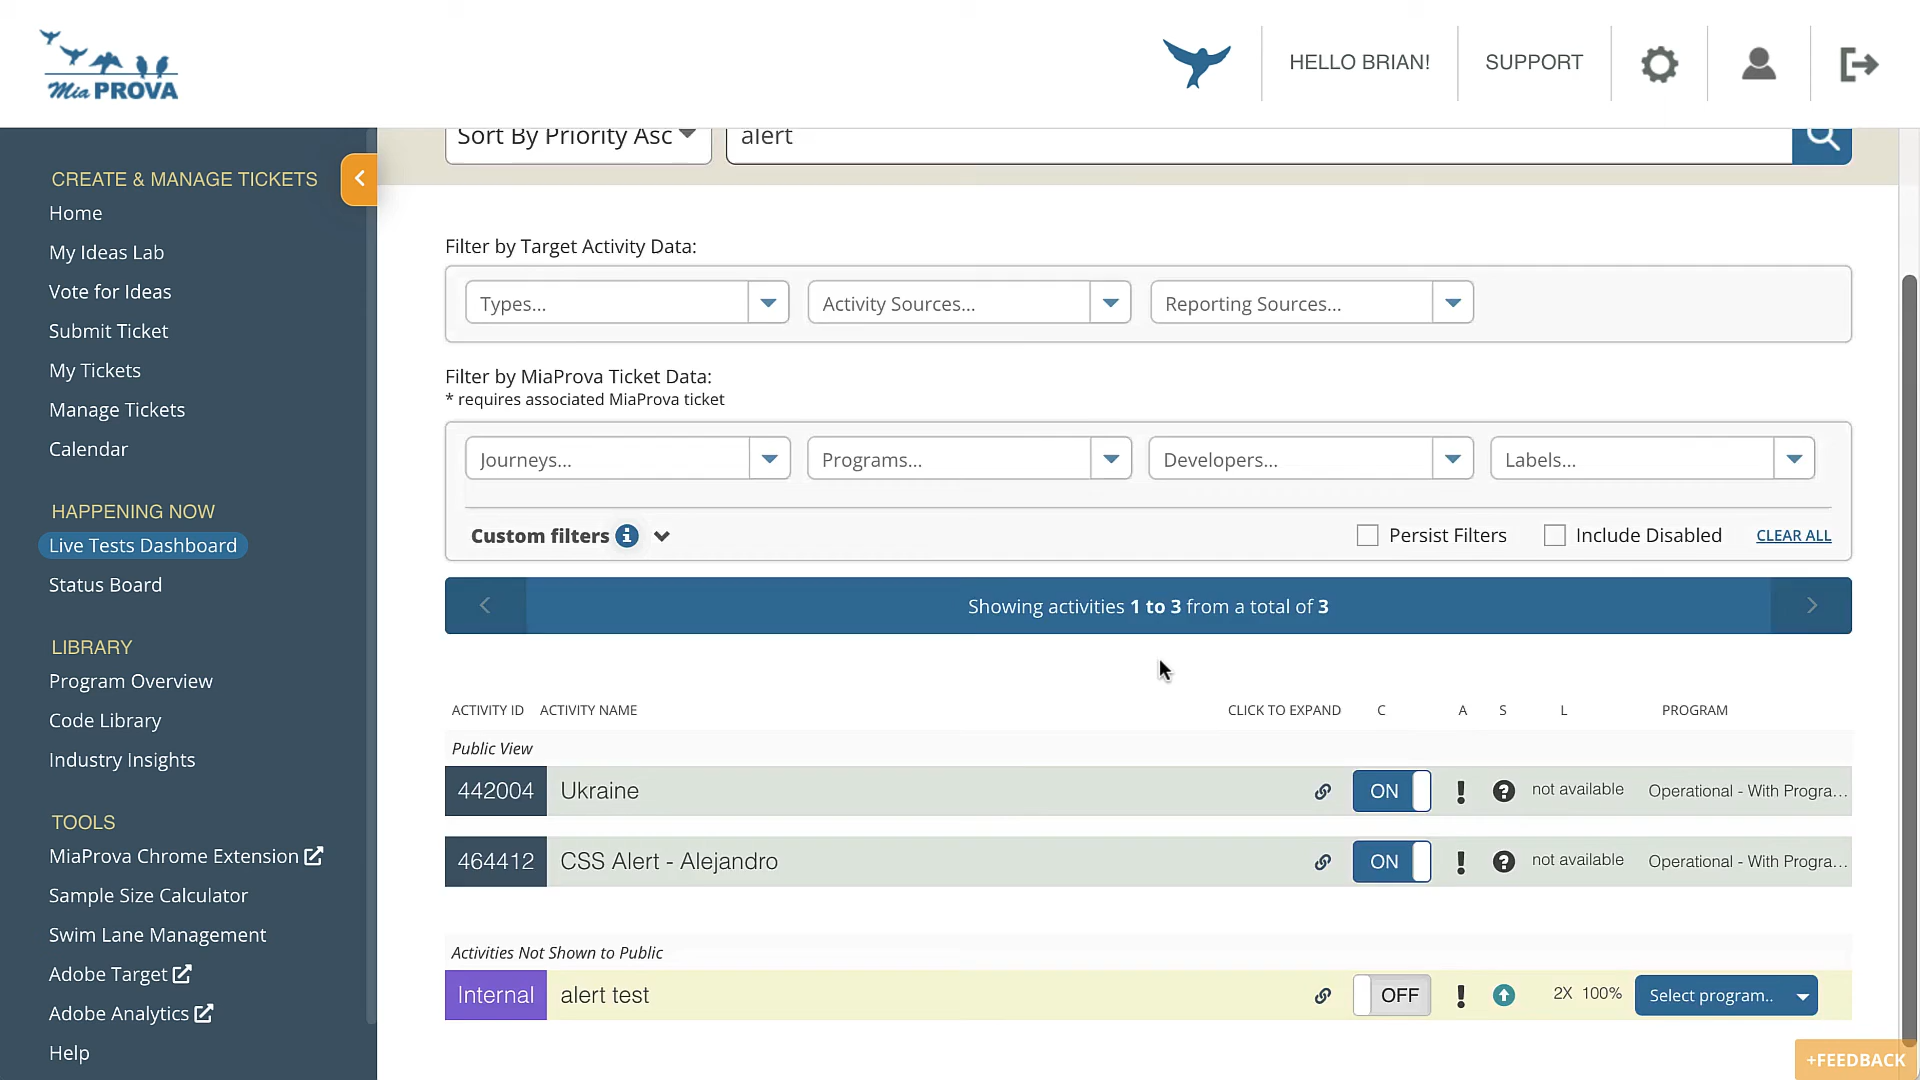 Mia PROVA
HELLO BRIAN!
SUPPORT
Sort By Priority Asc
alert
CREATE & MANAGE TICKETS
Home
My Ideas Lab
Vote for Ideas
Submit Ticket
My Tickets
Manage Tickets
Calendar
HAPPENING NOW
Live Tests Dashboard
Status Board
LIBRARY
Program Overview
Code Library
Industry Insights
TOOLS
MiaProva Chrome Extension
Sample Size Calculator
Swim Lane Management
Adobe Target
Adobe Analytics
Help
Filter by Target Activity Data:
Types...
Activity Sources...
Reporting Sources...
Filter by MiaProva Ticket Data:
* requires associated MiaProva ticket
Journeys...
Programs...
Developers...
Labels...
Custom filters
Persist Filters
Include Disabled
CLEAR ALL
Showing activities 1 to 3 from a total of 3
ACTIVITY ID ACTIVITY NAME CLICK TO EXPAND C A S L PROGRAM
Public View
442004 Ukraine ON not available Operational - With Progra...
464412 CSS Alert - Alejandro ON not available Operational - With Progra...
Activities Not Shown to Public
Internal alert test OFF 2X 100% Select program..
+FEEDBACK